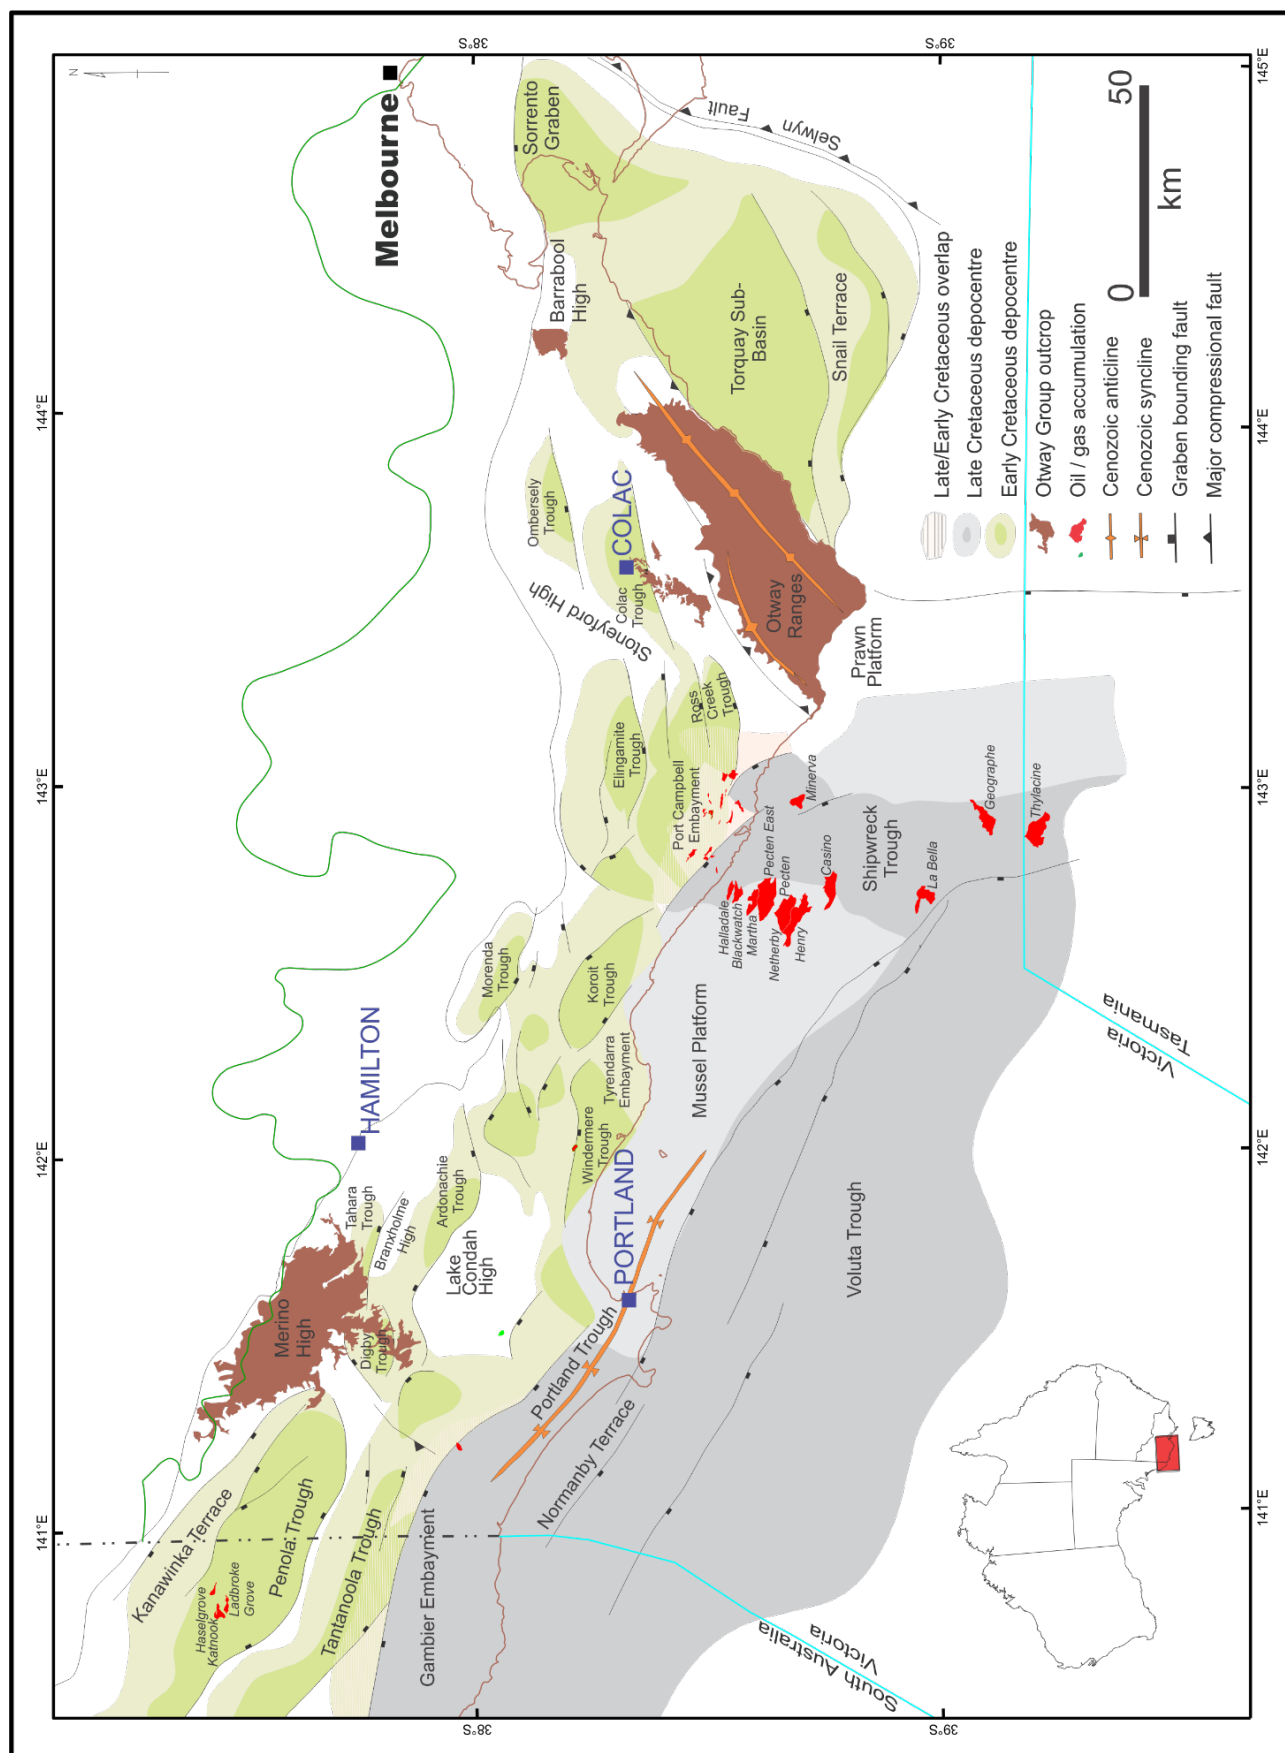 N
38°S
39°S
145°E
144°E
144°E
143°E
143°E
142°E
142°E
141°E
141°E
38°S
39°S
Melbourne
Sorrento
Graben
Selwyn
Fault
Barrabool
High
Torquay Sub-
Basin
Snail Terrace
Ombersely
Trough
COLAC
Colac
Trough
Stoneyford High
Otway
Ranges
Prawn
Platform
Elingamite
Trough
Ross
Creek
Trough
Port Campbell
Embayment
Minerva
Geographe
Thylacine
Pecten East
Pecten
Casino
Shipwreck
Trough
La Bella
Halladale
Blackwatch
Martha
Netherby
Henry
Morenda
Trough
Koroit
Trough
Mussel Platform
HAMILTON
Tyrendarra
Embayment
Windermere
Trough
Tahara
Trough
Branxholme
High
Ardonachie
Trough
Lake
Condah
High
PORTLAND
Voluta Trough
Victoria
Tasmania
Merino
High
Digby
Trough
Portland Trough
Normanby Terrace
Kanawinka Terrace
Penola Trough
Haselgrove
Katnook
Ladbroke
Grove
Tantanoola Trough
Gambier Embayment
South Australia
Victoria
Late/Early Cretaceous overlap
Late Cretaceous depocentre
Early Cretaceous depocentre
Otway Group outcrop
Oil / gas accumulation
Cenozoic anticline
Cenozoic syncline
Graben bounding fault
Major compressional fault
0 50
km